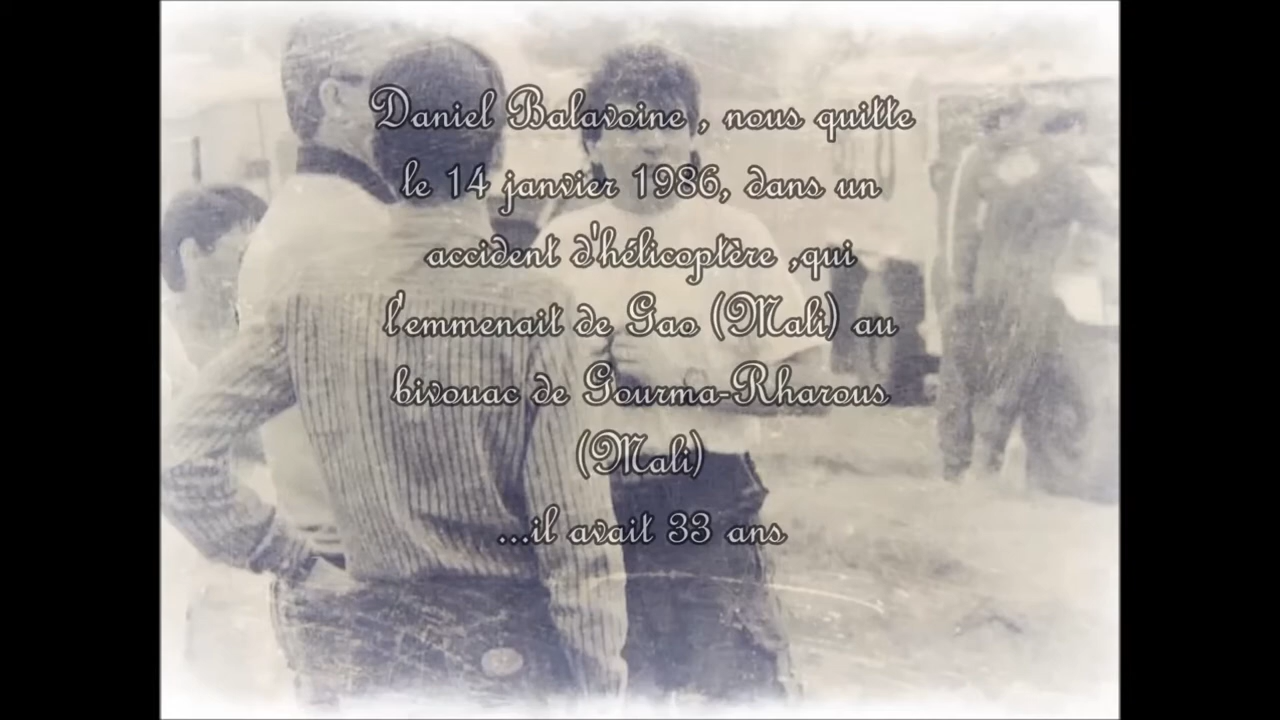 Daniel Balavoine , nous quitte
le 14 janvier 1986, dans un
accident d'hélicoptère ,qui
l'emmenait de Gao (Mali) au
bivouac de Gourma-Rharous
(Mali)
...il avait 33 ans